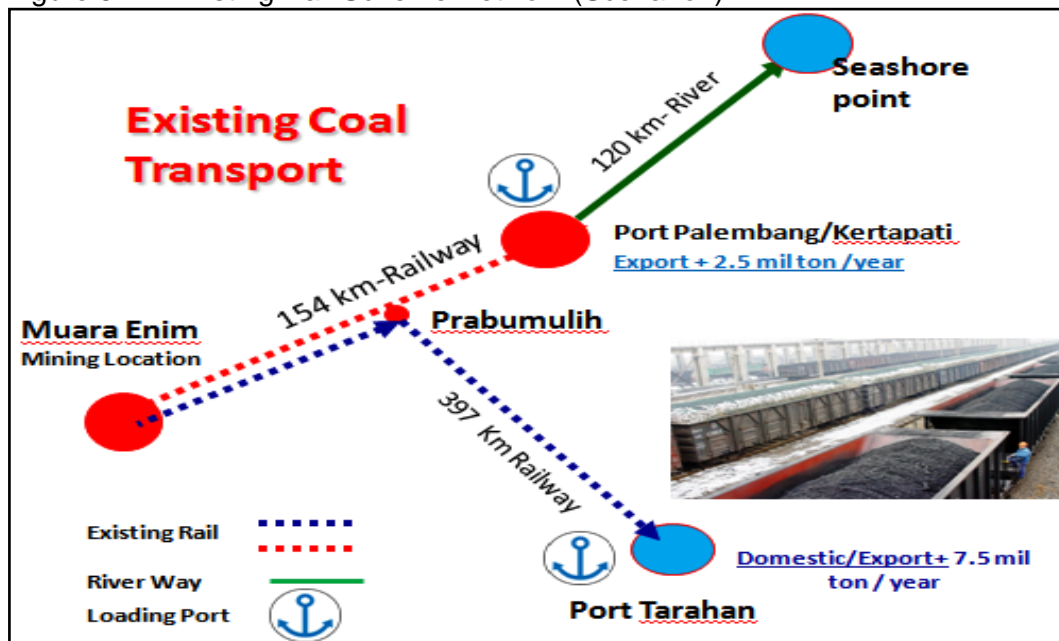 Existing Coal
Transport
Seashore
point
120 km- River
Port Palembang/Kertapati
Export + 2.5 mil ton /year
154 km-Railway
Muara Enim
Mining Location
Prabumulih
397 Km Railway
Existing Rail
River Way
Loading Port
Domestic/Export+ 7.5 mil
ton / year
Port Tarahan